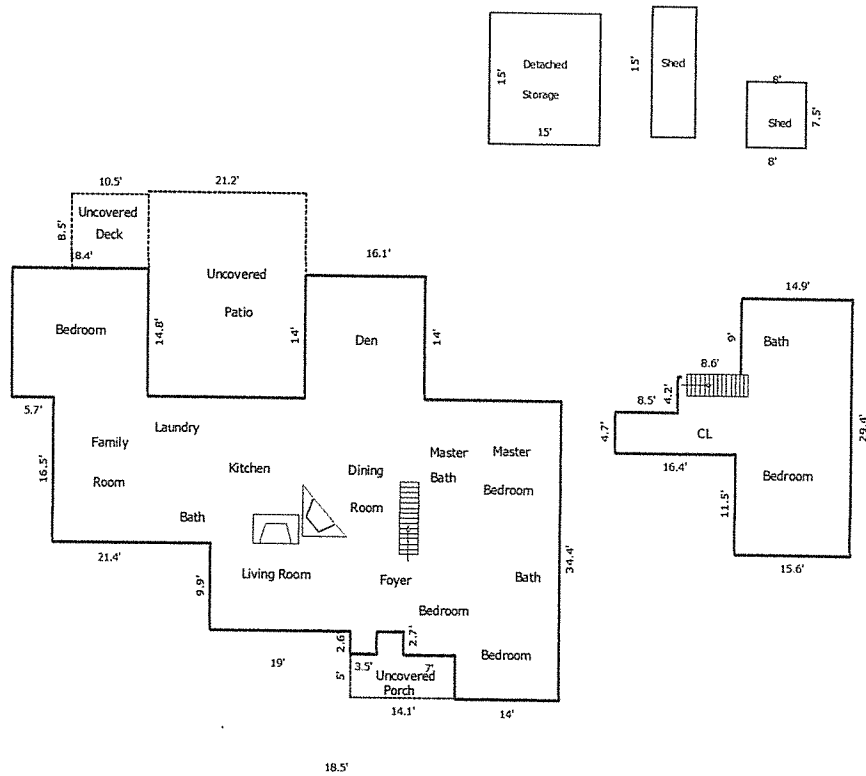 15'
Detached
Storage
15'
15'
Shed
8'
Shed
7.5'
8'
10.5'
21.2'
8.5'
Uncovered
Deck
8.4'
Uncovered
Patio
16.1'
Bedroom
14.8'
14'
Den
14'
5.7'
Family
Room
Laundry
16.5'
Kitchen
Dining
Room
Master
Bath
Master
Bedroom
Bath
21.4'
9.9'
Living Room
Foyer
Bath
34.4'
Bedroom
Bedroom
2.6'
2.7'
19'
3.5'
7'
5'
Uncovered
Porch
14.1'
14'
18.5'
14.9'
9'
Bath
8.6'
8.5'
4.2'
4.7'
CL
29.4'
16.4'
Bedroom
11.5'
15.6'